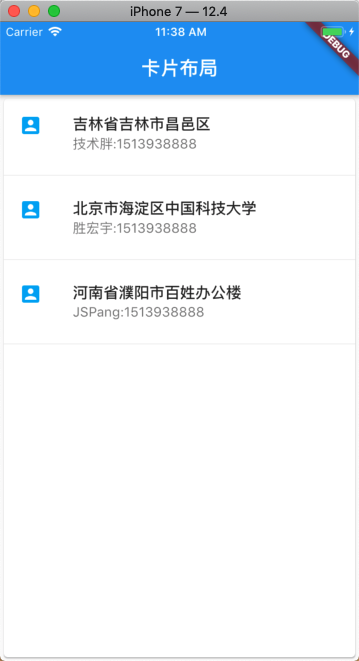 iPhone 7 — 12.4
Carrier 11:38 AM
DEBUG
卡片布局
吉林省吉林市昌邑区
技术胖:1513938888
北京市海淀区中国科技大学
胜宏宇:1513938888
河南省濮阳市百姓办公楼
JSPang:1513938888